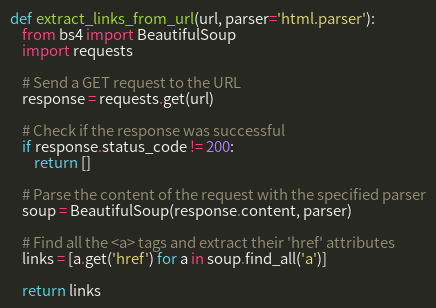 def extract_links_from_url(url, parser='html.parser'):
    from bs4 import BeautifulSoup
    import requests

    # Send a GET request to the URL
    response = requests.get(url)

    # Check if the response was successful
    if response.status_code != 200:
        return []

    # Parse the content of the request with the specified parser
    soup = BeautifulSoup(response.content, parser)

    # Find all the <a> tags and extract their 'href' attributes
    links = [a.get('href') for a in soup.find_all('a')]

    return links